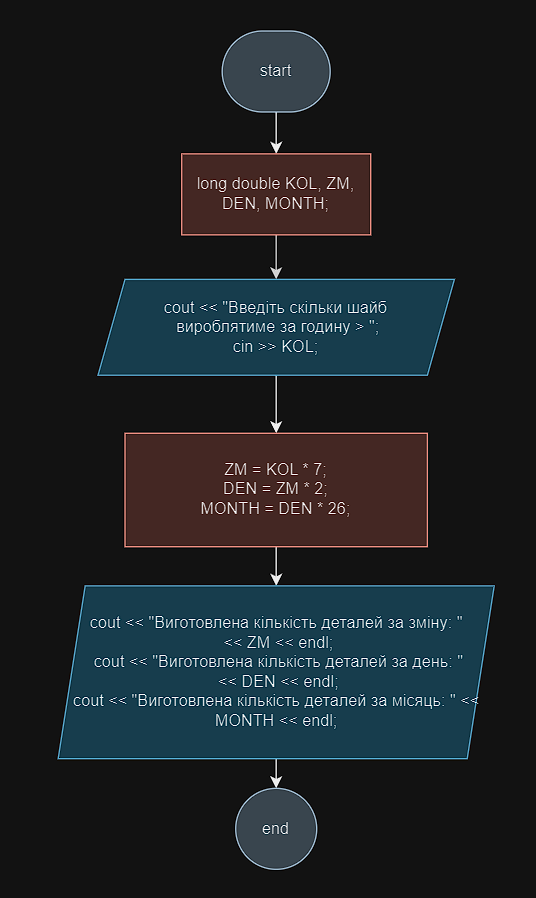 start
long double KOL, ZM,
DEN, MONTH;
cout << "Введіть скільки шайб
вироблятиме за годину > ";
cin >> KOL;
ZM = KOL * 7;
DEN = ZM * 2;
MONTH = DEN * 26;
cout << "Виготовлена кількість деталей за зміну: "
<< ZM << endl;
cout << "Виготовлена кількість деталей за день: "
<< DEN << endl;
cout << "Виготовлена кількість деталей за місяць: " <<
MONTH << endl;
end